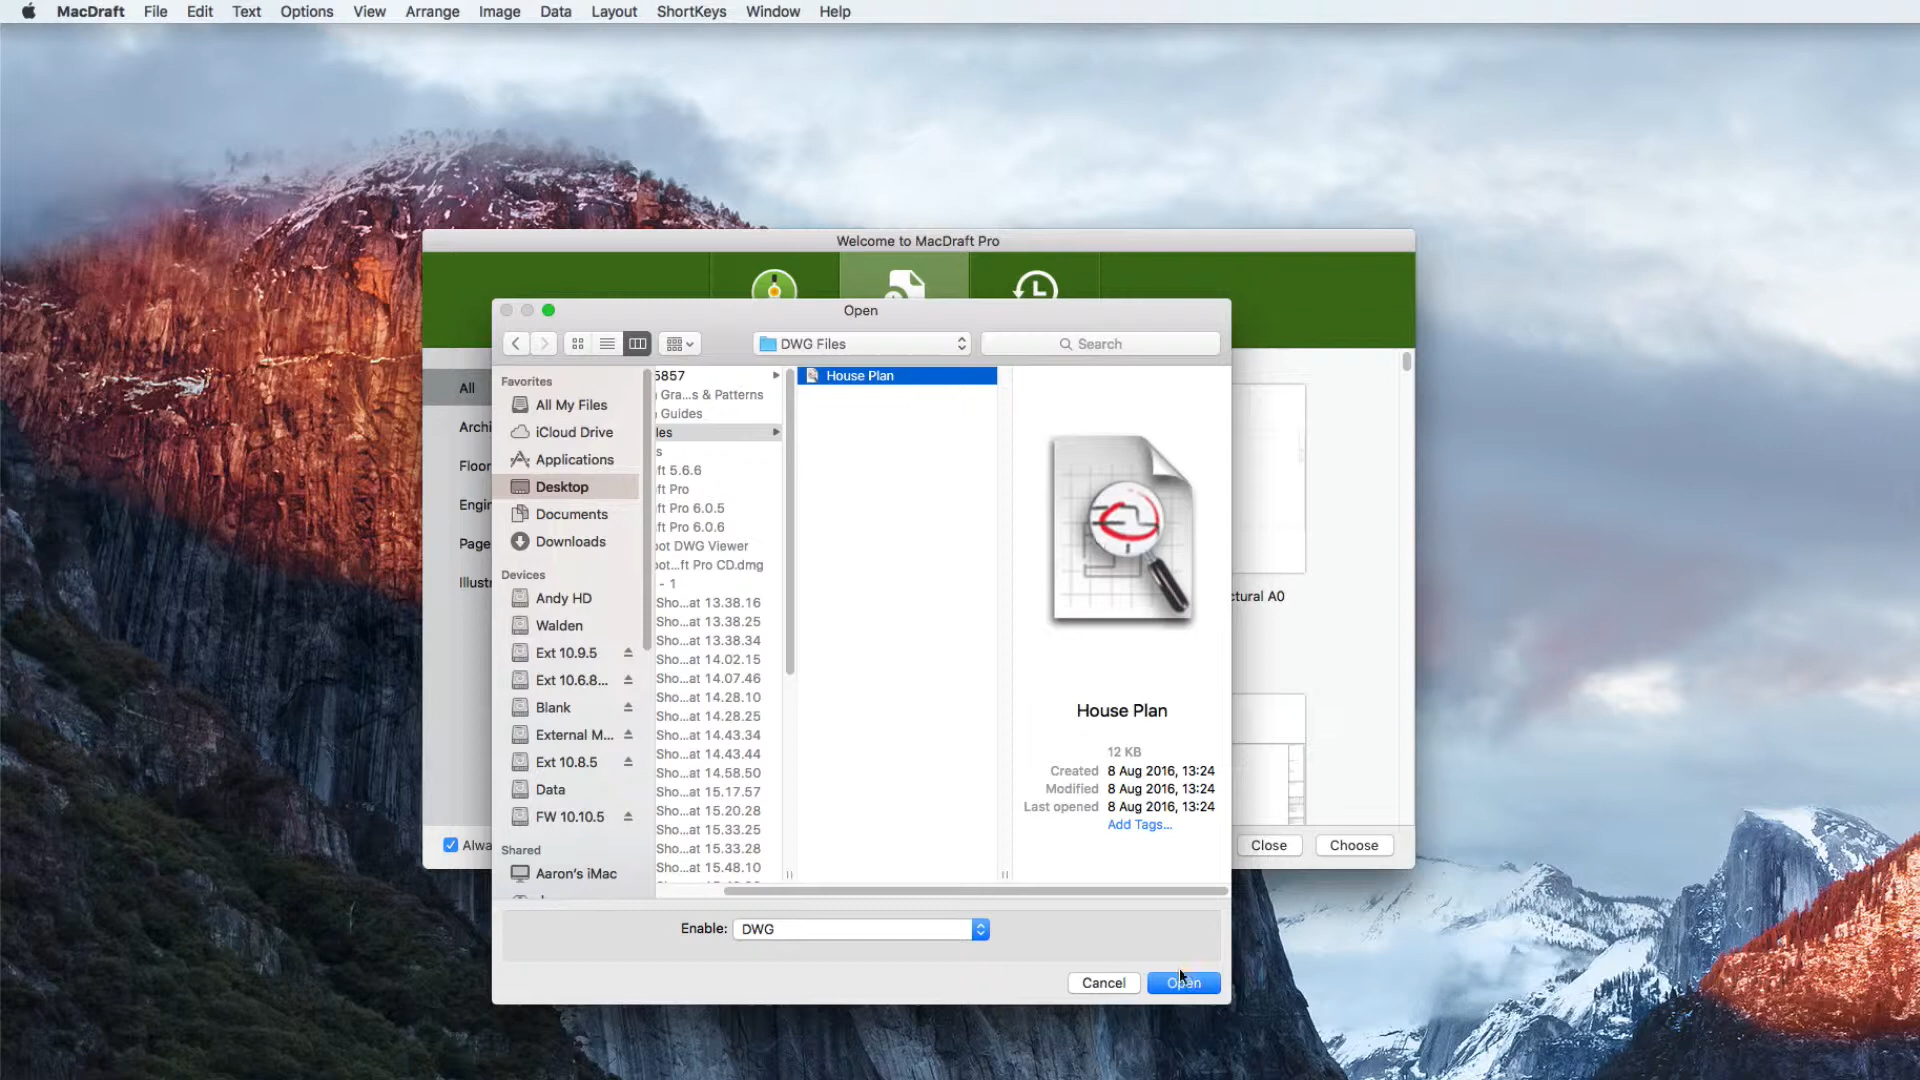 MacDraft File Edit Text Options View Arrange Image Data Layout ShortKeys Window Help
Welcome to MacDraft Pro
Open
DWG Files
Search
Favorites
All My Files
iCloud Drive
Applications
Desktop
Documents
Downloads
Devices
Andy HD
Walden
Ext 10.9.5
Ext 10.6.8...
Blank
External M...
Ext 10.8.5
Data
FW 10.10.5
Shared
Aaron's iMac
5857
Gra...s & Patterns
Guides
les
s
ft 5.6.6
ft Pro
ft Pro 6.0.5
ft Pro 6.0.6
oot DWG Viewer
oot...ft Pro CD.dmg
- 1
Sho...at 13.38.16
Sho...at 13.38.25
Sho...at 13.38.34
Sho...at 14.02.15
Sho...at 14.07.46
Sho...at 14.28.10
Sho...at 14.28.25
Sho...at 14.43.34
Sho...at 14.43.44
Sho...at 14.58.50
Sho...at 15.17.57
Sho...at 15.20.28
Sho...at 15.33.25
Sho...at 15.33.28
Sho...at 15.48.10
House Plan
House Plan
12 KB
Created 8 Aug 2016, 13:24
Modified 8 Aug 2016, 13:24
Last opened 8 Aug 2016, 13:24
Add Tags...
Enable: DWG
Cancel
Open
All
Archi
Floor
Engir
Page
Illust
ctural A0
Alwa
Close
Choose